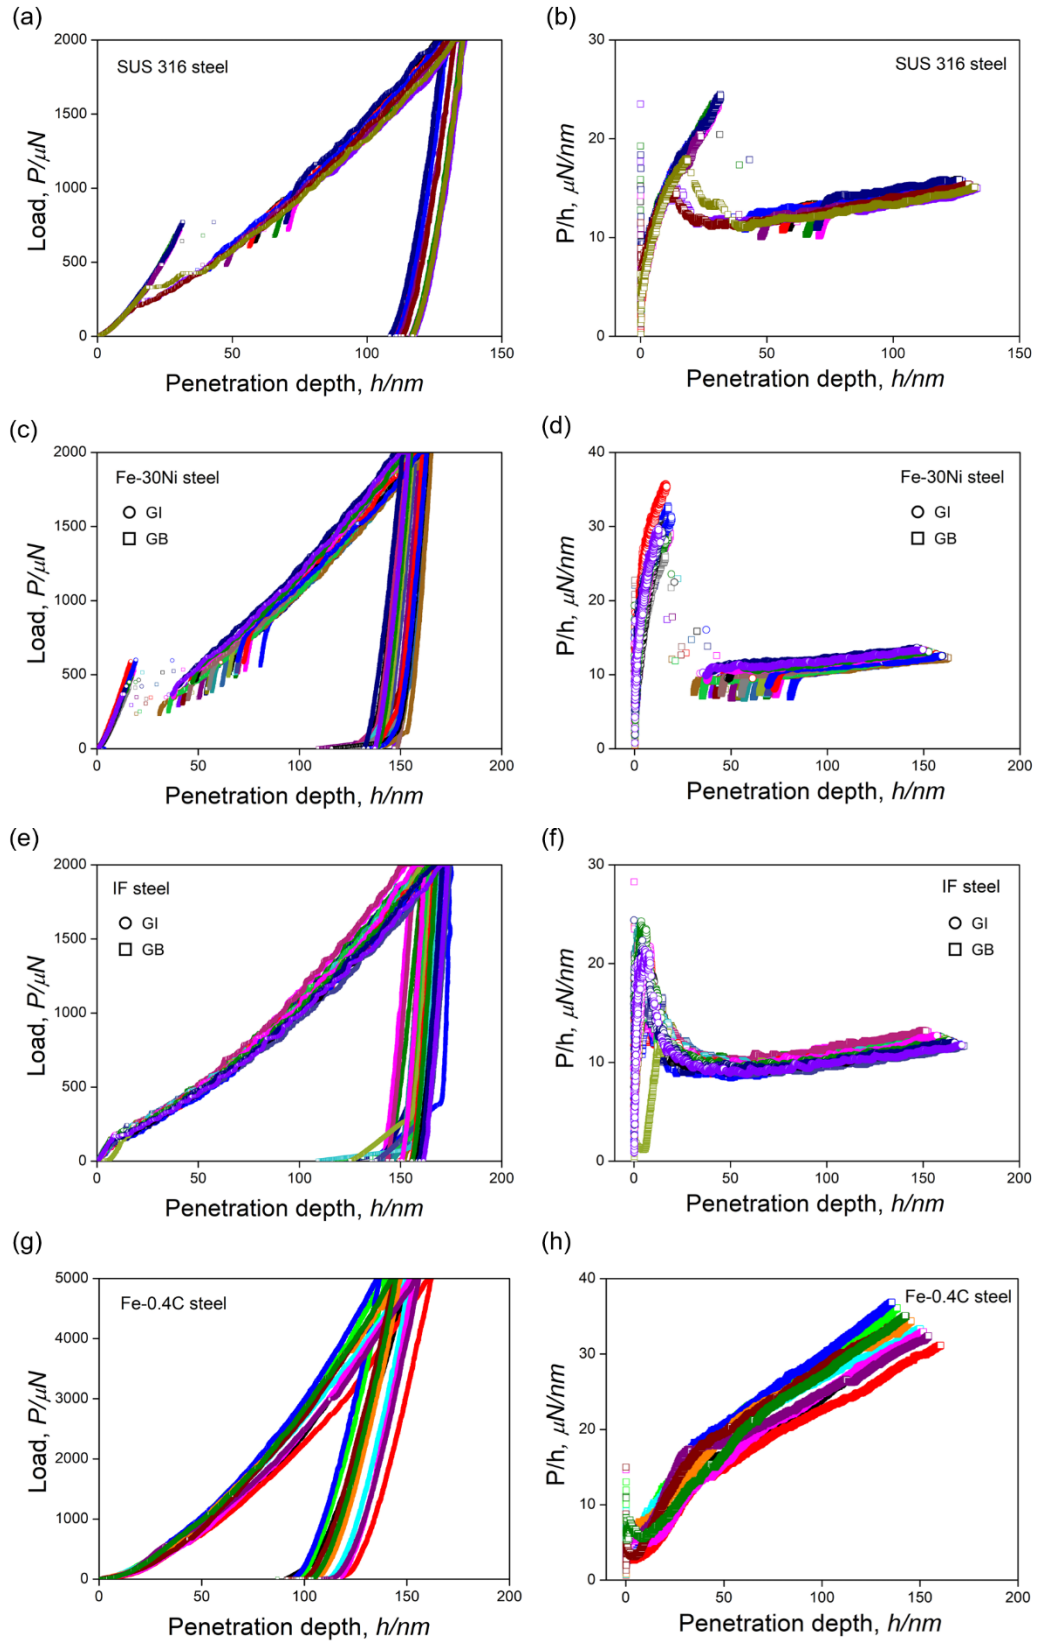 (a)
2000
1500
1000
500
0
Load, P/μN
SUS 316 steel
0 50 100 150
Penetration depth, h/nm
(b)
30
20
10
0
P/h, μN/nm
SUS 316 steel
0 50 100 150
Penetration depth, h/nm
(c)
2000
1500
1000
500
0
Load, P/μN
Fe-30Ni steel
GI
GB
0 50 100 150 200
Penetration depth, h/nm
(d)
40
30
20
10
0
P/h, μN/nm
Fe-30Ni steel
GI
GB
0 50 100 150 200
Penetration depth, h/nm
(e)
2000
1500
1000
500
0
Load, P/μN
IF steel
GI
GB
0 50 100 150 200
Penetration depth, h/nm
(f)
30
20
10
0
P/h, μN/nm
IF steel
GI
GB
0 50 100 150 200
Penetration depth, h/nm
(g)
5000
4000
3000
2000
1000
0
Load, P/μN
Fe-0.4C steel
0 50 100 150 200
Penetration depth, h/nm
(h)
40
30
20
10
0
P/h, μN/nm
Fe-0.4C steel
0 50 100 150 200
Penetration depth, h/nm